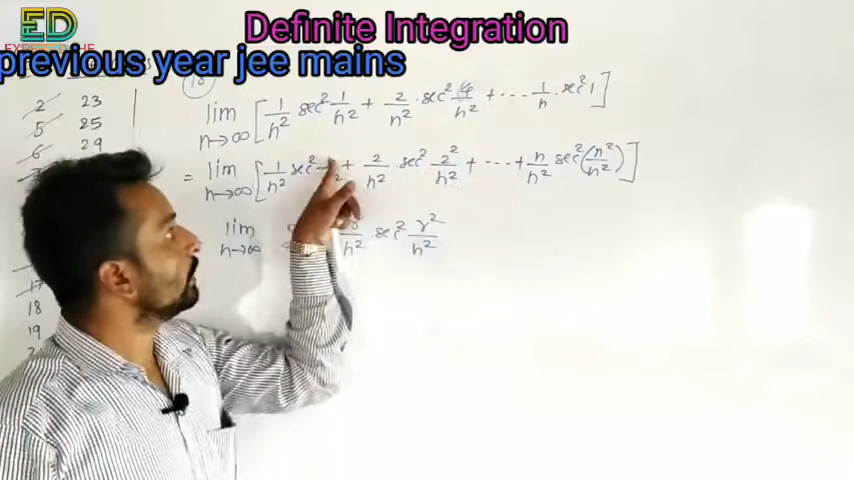 ED
Definite Integration
previous year jee mains
(18)
2 23
5 25
6 29
lim n→∞ [ 1/n² sec² 1/n² + 2/n² · sec² 4/n² + ---- 1/n · sec² 1 ]
= lim n→∞ [ 1/n² sec² + 2/n² · sec² 2²/n² + ---- + n/n² sec² (n²/n²) ]
lim n→∞ /n² · sec² r²/n²
17
18
19